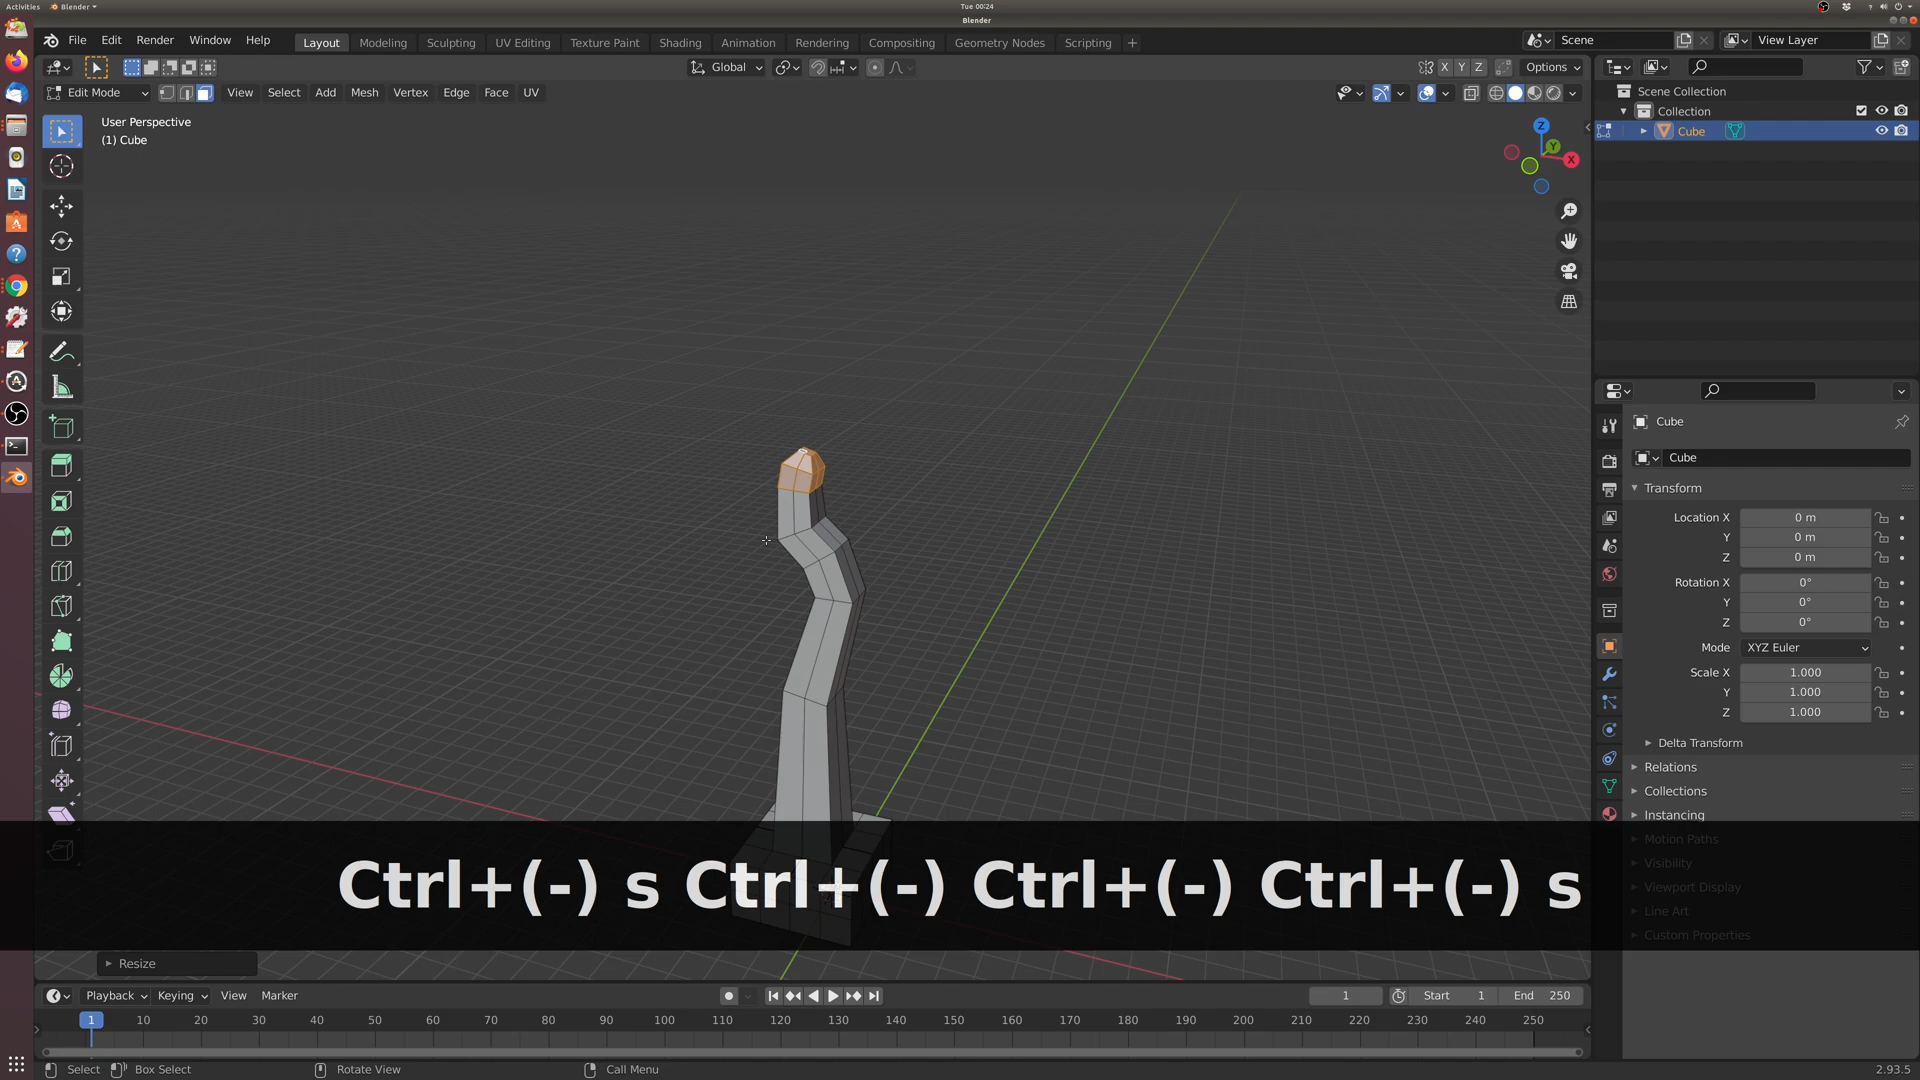 Activities Blender Tue 00:24
Blender
File Edit Render Window Help Layout Modeling Sculpting UV Editing Texture Paint Shading Animation Rendering Compositing Geometry Nodes Scripting + Scene View Layer
Global X Y Z Options
Edit Mode View Select Add Mesh Vertex Edge Face UV
Scene Collection
Collection
Cube
User Perspective
(1) Cube
Z
Y
X
Cube
Cube
Transform
Location X 0 m
Y 0 m
Z 0 m
Rotation X 0°
Y 0°
Z 0°
Mode XYZ Euler
Scale X 1.000
Y 1.000
Z 1.000
Delta Transform
Relations
Collections
Instancing
Motion Paths
Visibility
Viewport Display
Line Art
Custom Properties
Ctrl+(-) s Ctrl+(-) Ctrl+(-) Ctrl+(-) s
Resize
Playback Keying View Marker 1 Start 1 End 250
1 10 20 30 40 50 60 70 80 90 100 110 120 130 140 150 160 170 180 190 200 210 220 230 240 250
Select Box Select Rotate View Call Menu 2.93.5